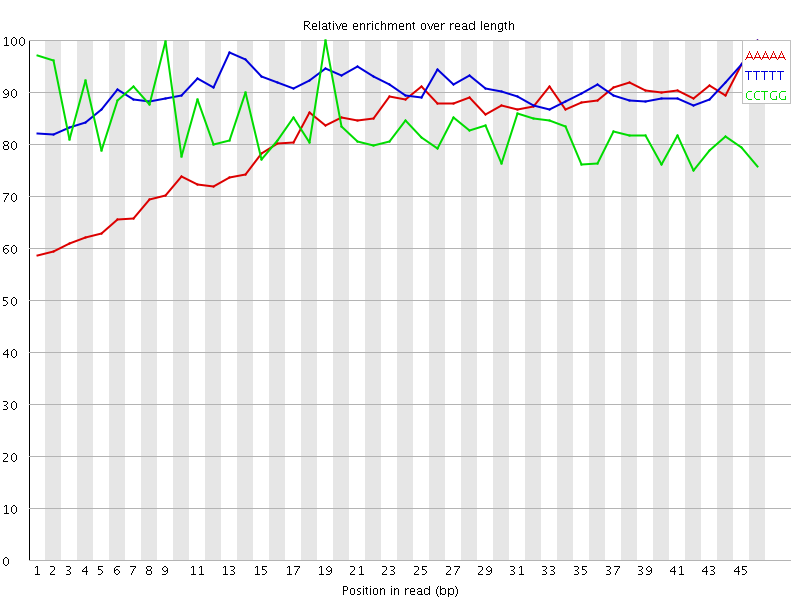 Relative enrichment over read length
100
90
80
70
60
50
40
30
20
10
0
AAAAA
TTTTT
CCTGG
1 2 3 4 5 6 7 8 9 11 13 15 17 19 21 23 25 27 29 31 33 35 37 39 41 43 45
Position in read (bp)